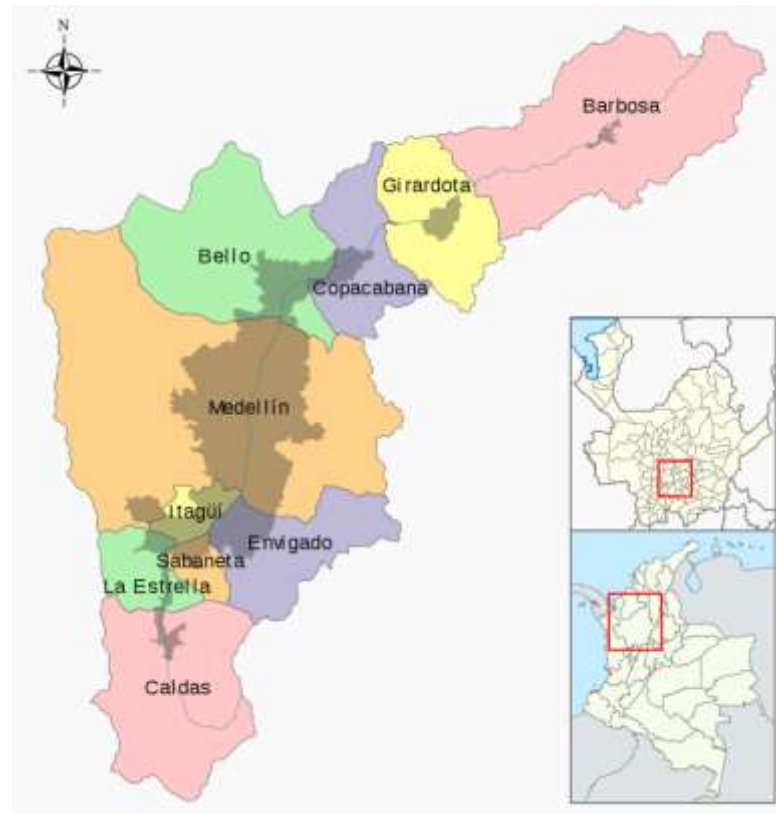 N
Barbosa
Girardota
Bello
Copacabana
Medellín
Itagüí
Envigado
Sabaneta
La Estrella
Caldas